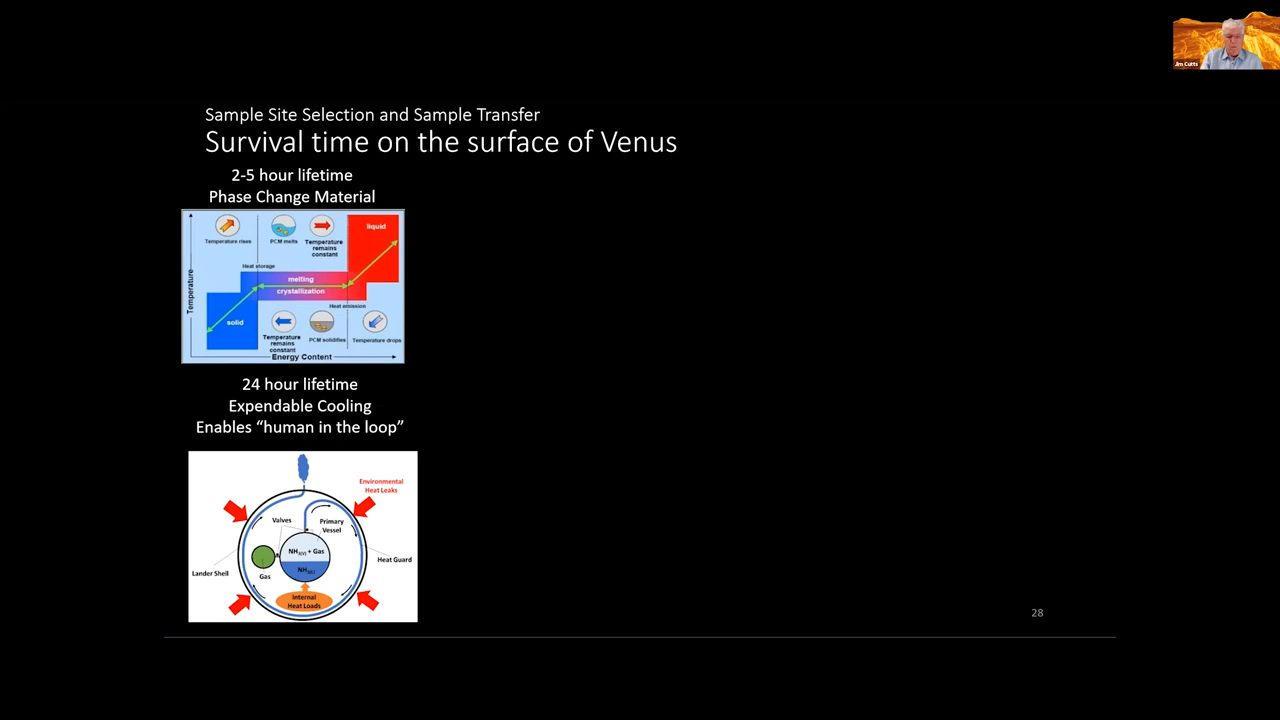 Jim Cutts
Sample Site Selection and Sample Transfer
Survival time on the surface of Venus
2-5 hour lifetime
Phase Change Material
Temperature rises
PCM melts
Temperature
remains
constant
liquid
Heat storage
melting
crystallization
Heat emission
solid
Temperature
remains
constant
PCM solidifies
Temperature drops
Temperature
Energy Content
24 hour lifetime
Expendable Cooling
Enables “human in the loop”
Environmental
Heat Leaks
Valves
Primary
Vessel
NH3(V) + Gas
Heat Guard
Lander Shell
Gas
NH3(L)
Internal
Heat Loads
28